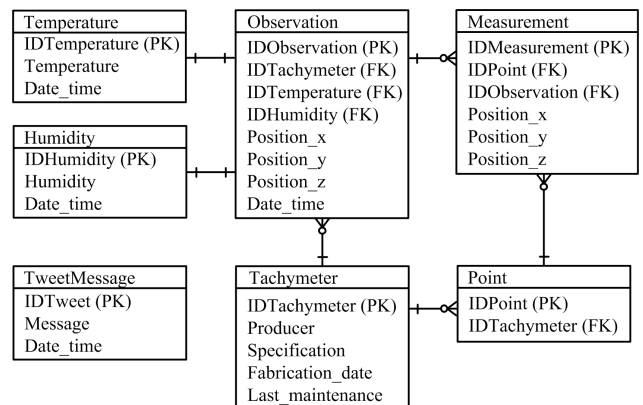 Temperature
IDTemperature (PK)
Temperature
Date_time
Observation
IDObservation (PK)
IDTachymeter (FK)
IDTemperature (FK)
IDHumidity (FK)
Position_x
Position_y
Position_z
Date_time
Measurement
IDMeasurement (PK)
IDPoint (FK)
IDObservation (FK)
Position_x
Position_y
Position_z
Humidity
IDHumidity (PK)
Humidity
Date_time
TweetMessage
IDTweet (PK)
Message
Date_time
Tachymeter
IDTachymeter (PK)
Producer
Specification
Fabrication_date
Last_maintenance
Point
IDPoint (PK)
IDTachymeter (FK)